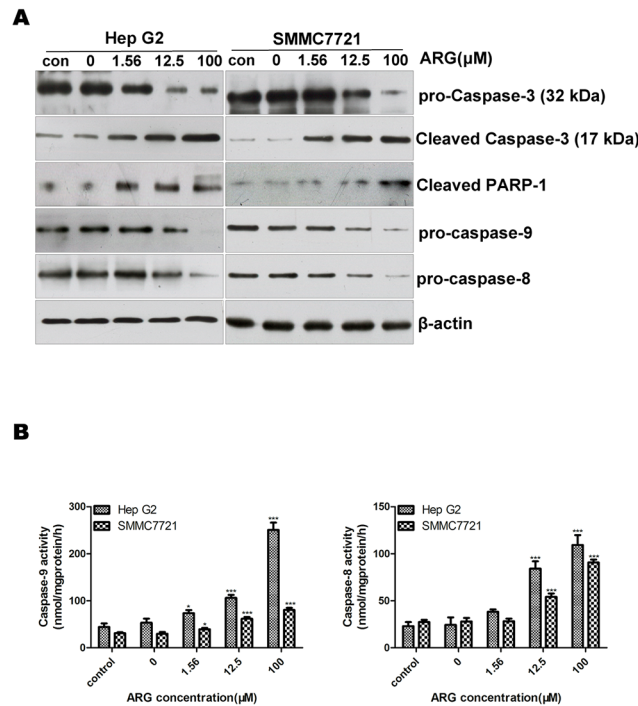 A
Hep G2 SMMC7721
con 0 1.56 12.5 100 con 0 1.56 12.5 100 ARG(μM)
pro-Caspase-3 (32 kDa)
Cleaved Caspase-3 (17 kDa)
Cleaved PARP-1
pro-caspase-9
pro-caspase-8
β-actin
B
Caspase-9 activity
(nmol/mgprotein/h)
300
200
100
0
Hep G2
SMMC7721
*
*
***
***
***
***
control 0 1.56 12.5 100
ARG concentration(μM)
Caspase-8 activity
(nmol/mgprotein/h)
150
100
50
0
Hep G2
SMMC7721
***
***
***
***
control 0 1.56 12.5 100
ARG concentration(μM)